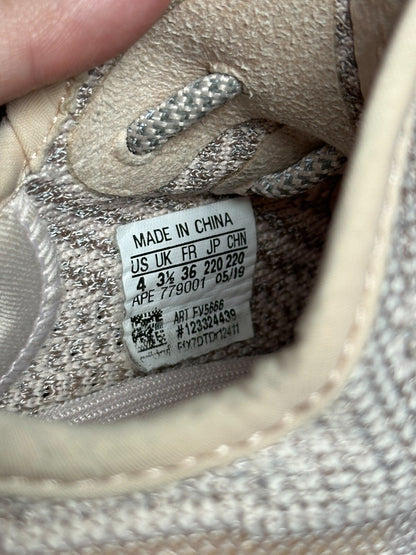 MADE IN CHINA
US UK FR JP CHN
4 3½ 36 220 220
APE 779001 05/19
ART FV5666
#123324439